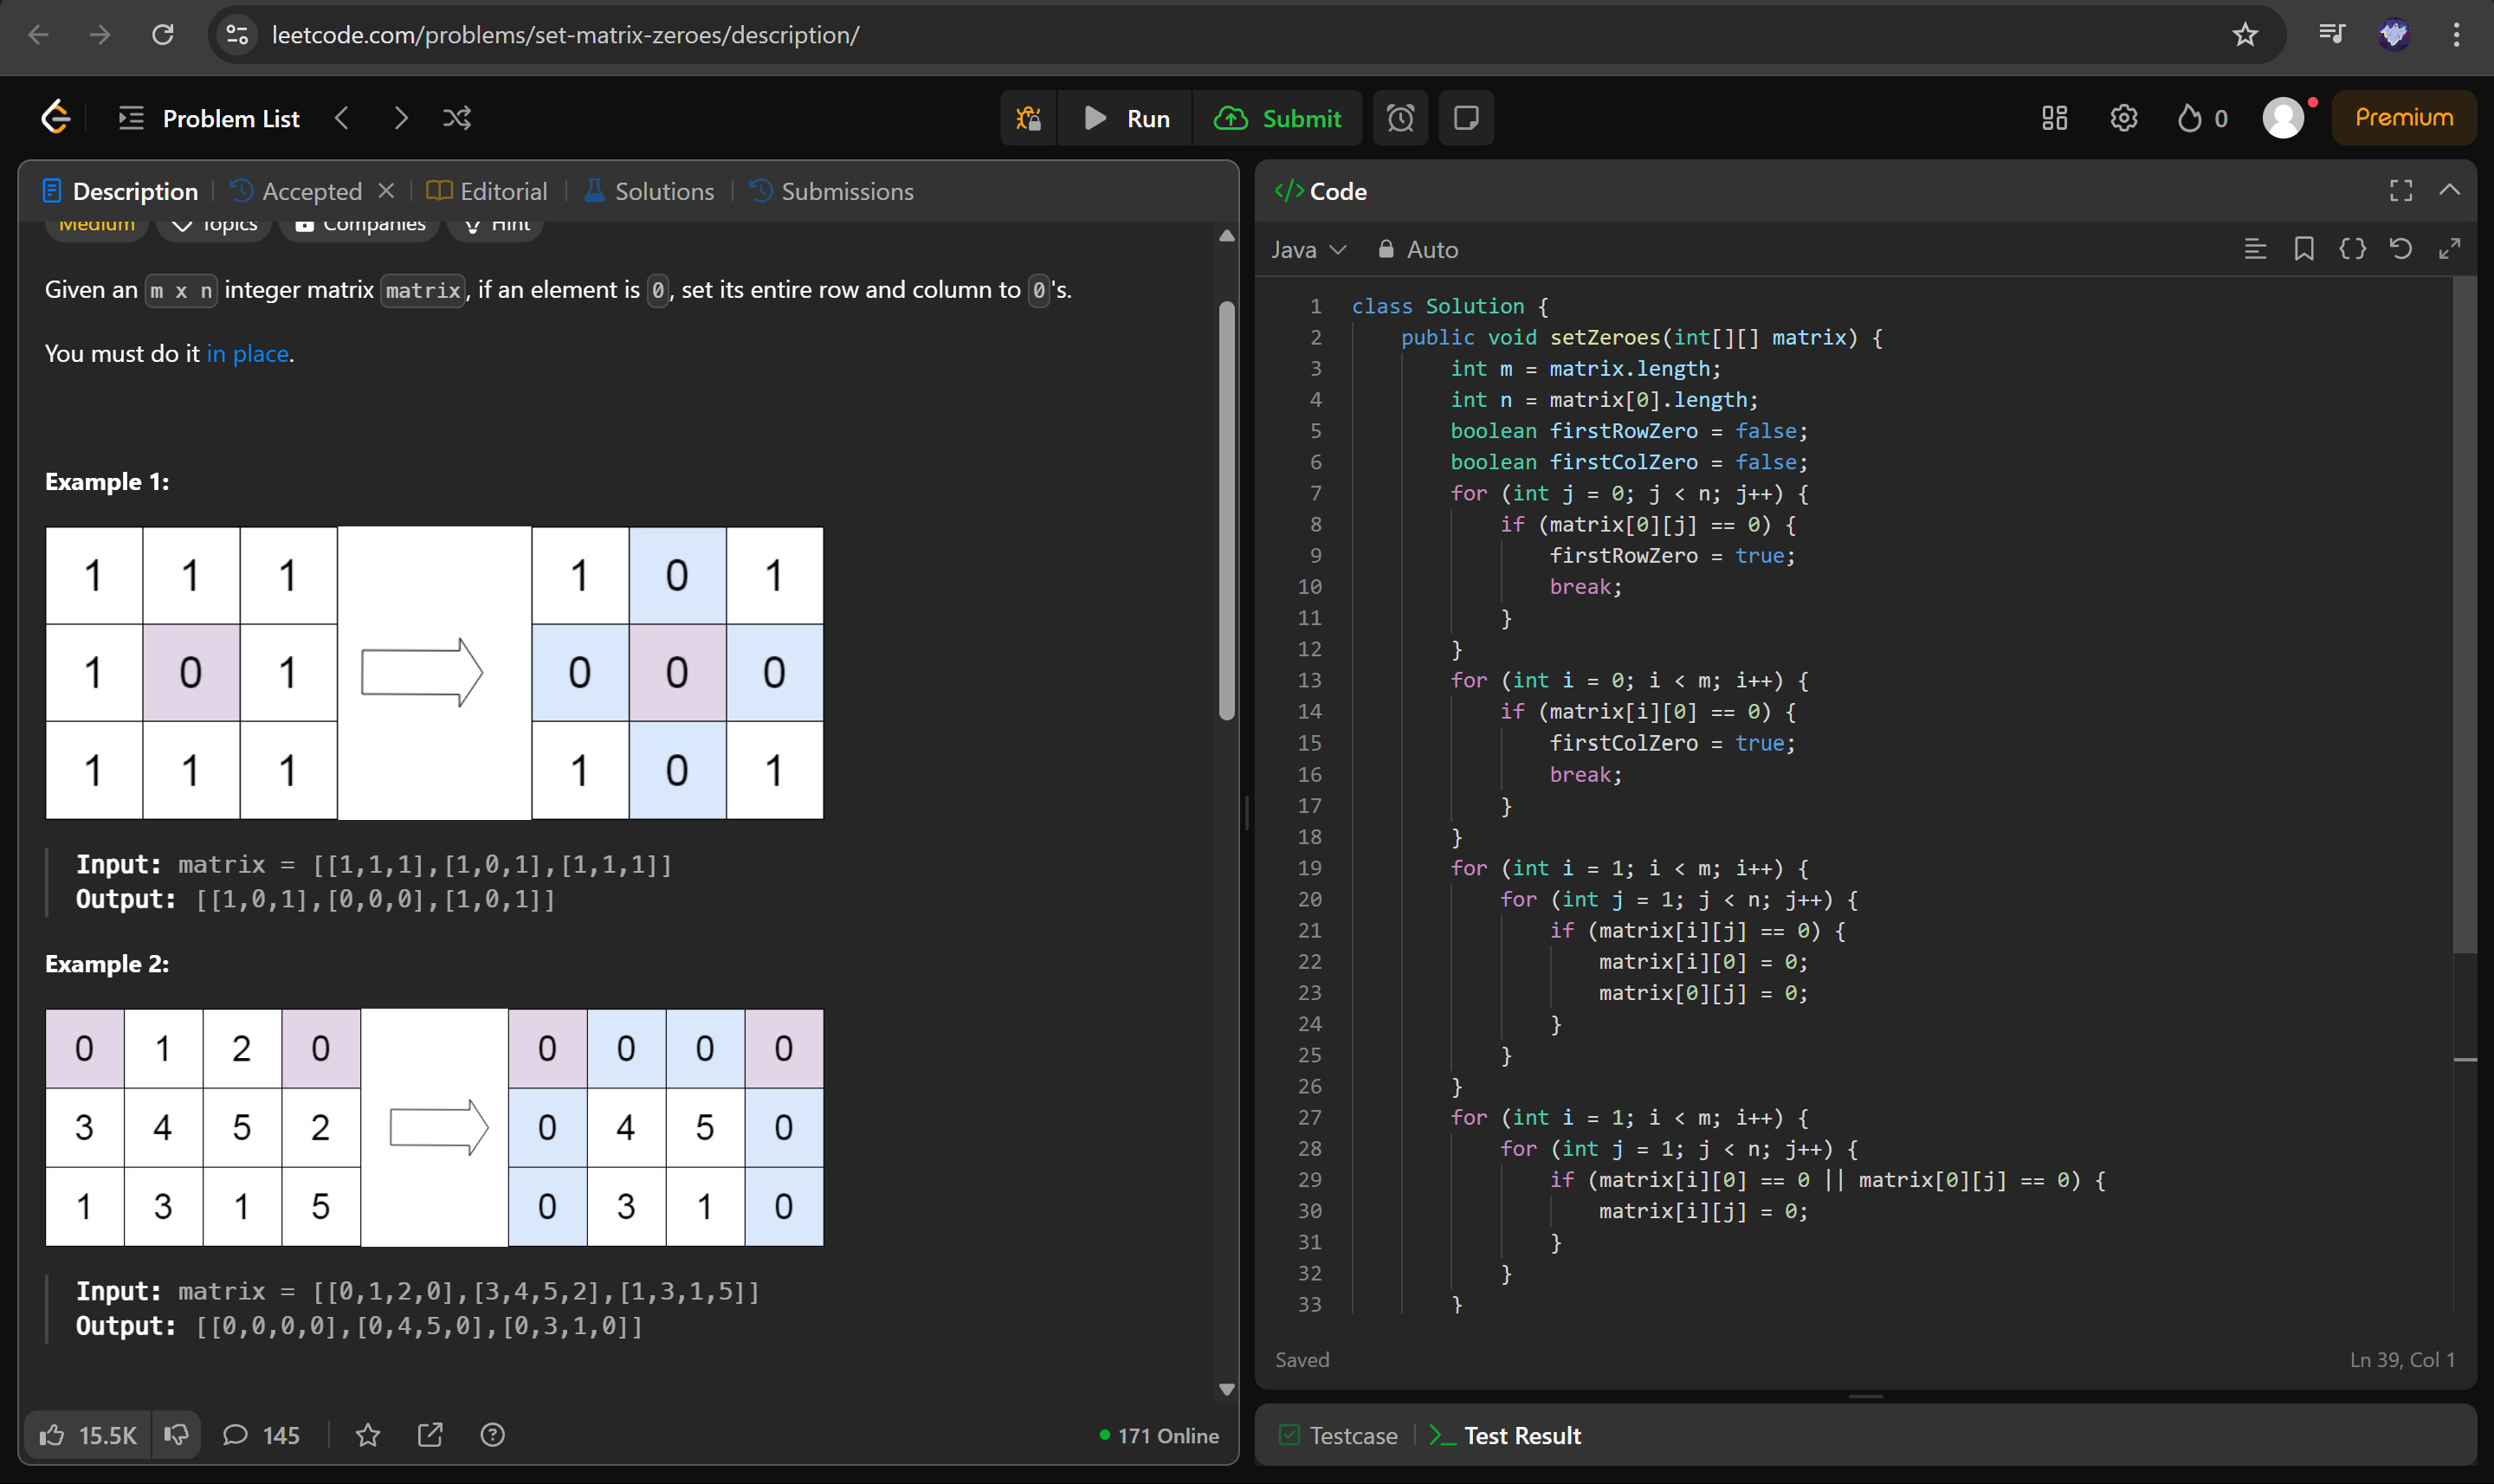 leetcode.com/problems/set-matrix-zeroes/description/
Problem List
Run
Submit
0
Premium
Description
Accepted
Editorial
Solutions
Submissions
Medium
Topics
Companies
Hint
Given an m x n integer matrix matrix, if an element is 0, set its entire row and column to 0's.
You must do it in place.
Example 1:
1 1 1 1 0 1
1 0 1 0 0 0
1 1 1 1 0 1
Input: matrix = [[1,1,1],[1,0,1],[1,1,1]]
Output: [[1,0,1],[0,0,0],[1,0,1]]
Example 2:
0 1 2 0 0 0 0 0
3 4 5 2 0 4 5 0
1 3 1 5 0 3 1 0
Input: matrix = [[0,1,2,0],[3,4,5,2],[1,3,1,5]]
Output: [[0,0,0,0],[0,4,5,0],[0,3,1,0]]
15.5K
145
171 Online
</> Code
Java
Auto
1 class Solution {
2 public void setZeroes(int[][] matrix) {
3 int m = matrix.length;
4 int n = matrix[0].length;
5 boolean firstRowZero = false;
6 boolean firstColZero = false;
7 for (int j = 0; j < n; j++) {
8 if (matrix[0][j] == 0) {
9 firstRowZero = true;
10 break;
11 }
12 }
13 for (int i = 0; i < m; i++) {
14 if (matrix[i][0] == 0) {
15 firstColZero = true;
16 break;
17 }
18 }
19 for (int i = 1; i < m; i++) {
20 for (int j = 1; j < n; j++) {
21 if (matrix[i][j] == 0) {
22 matrix[i][0] = 0;
23 matrix[0][j] = 0;
24 }
25 }
26 }
27 for (int i = 1; i < m; i++) {
28 for (int j = 1; j < n; j++) {
29 if (matrix[i][0] == 0 || matrix[0][j] == 0) {
30 matrix[i][j] = 0;
31 }
32 }
33 }
Saved
Ln 39, Col 1
Testcase
Test Result